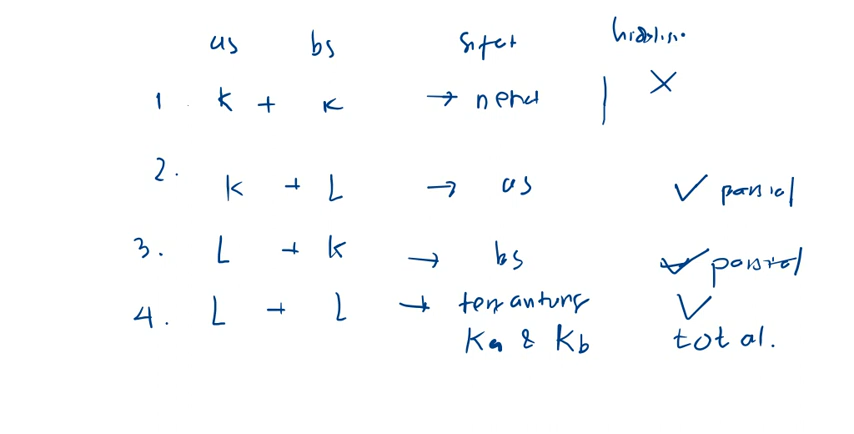 as bs sifat hidrolisis
1. K + K → netral | X
2. K + L → as ✓ parsial
3. L + K → bs ✓ parsial
4. L + L → tergantung ✓
Ka & Kb total.